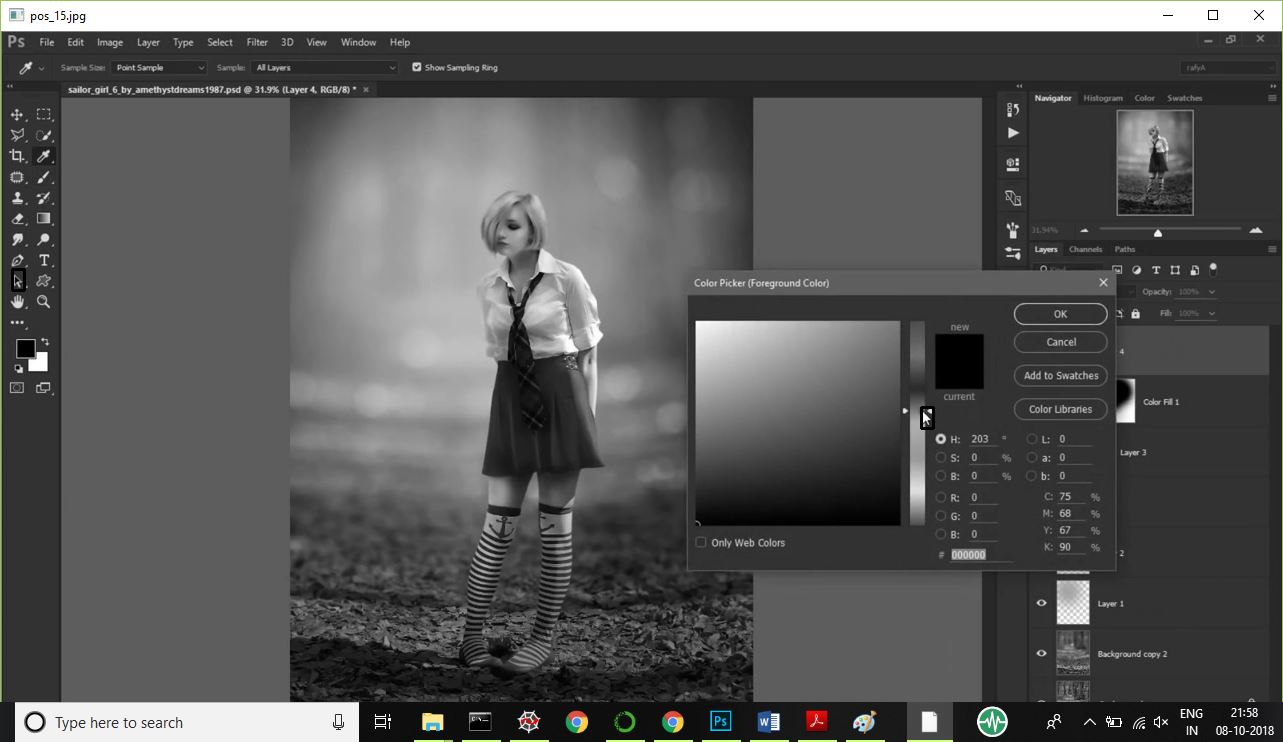 pos_15.jpg
Ps File Edit Image Layer Type Select Filter 3D View Window Help
Sample Size: Point Sample Sample: All Layers Show Sampling Ring rafyA
sailor_girl_6_by_amethystdreams1987.psd @ 31.9% (Layer 4, RGB/8) *
Navigator Histogram Color Swatches
31.94%
Layers Channels Paths
Opacity: 100%
Fill: 100%
4
Color Fill 1
Layer 3
2
Layer 1
Background copy 2
Color Picker (Foreground Color)
new
current
OK
Cancel
Add to Swatches
Color Libraries
H: 203 ° L: 0
S: 0 % a: 0
B: 0 % b: 0
R: 0 C: 75 %
G: 0 M: 68 %
B: 0 Y: 67 %
# 000000 K: 90 %
Only Web Colors
Type here to search
ENG
IN
21:58
08-10-2018